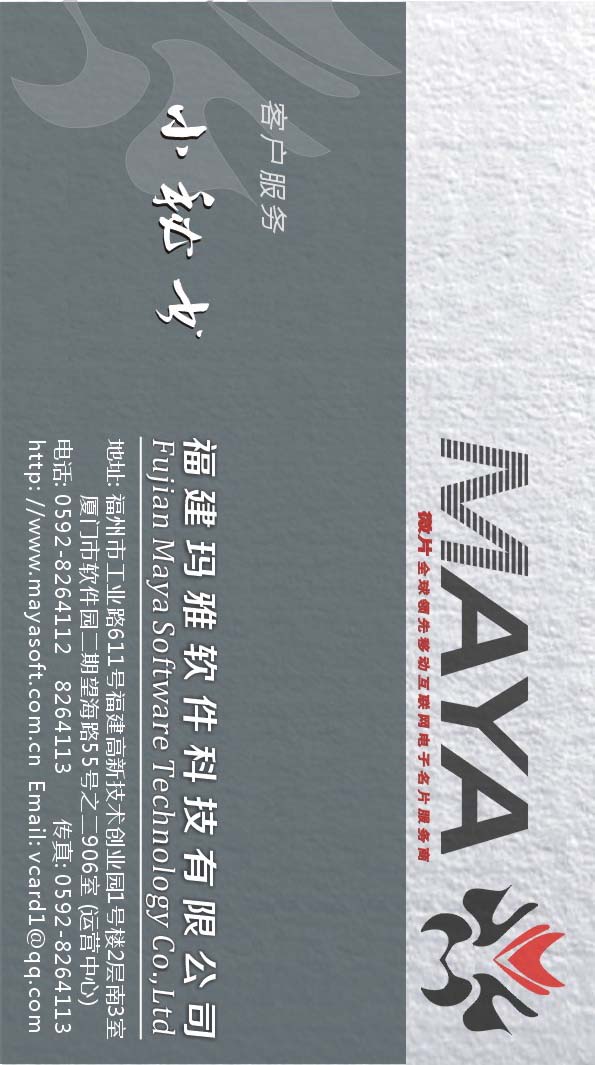 MAYA
微片 全球领先移动互联网电子名片服务商
客户服务
小秘书
福建玛雅软件科技有限公司
Fujian Maya Software Technology Co.,Ltd
地址: 福州市工业路611号福建高新技术创业园1号楼2层南3室
厦门市软件园二期望海路55号之二906室 (运营中心)
电话: 0592-8264112 8264113 传真: 0592-8264113
http: //www.mayasoft.com.cn Email: vcard1@qq.com